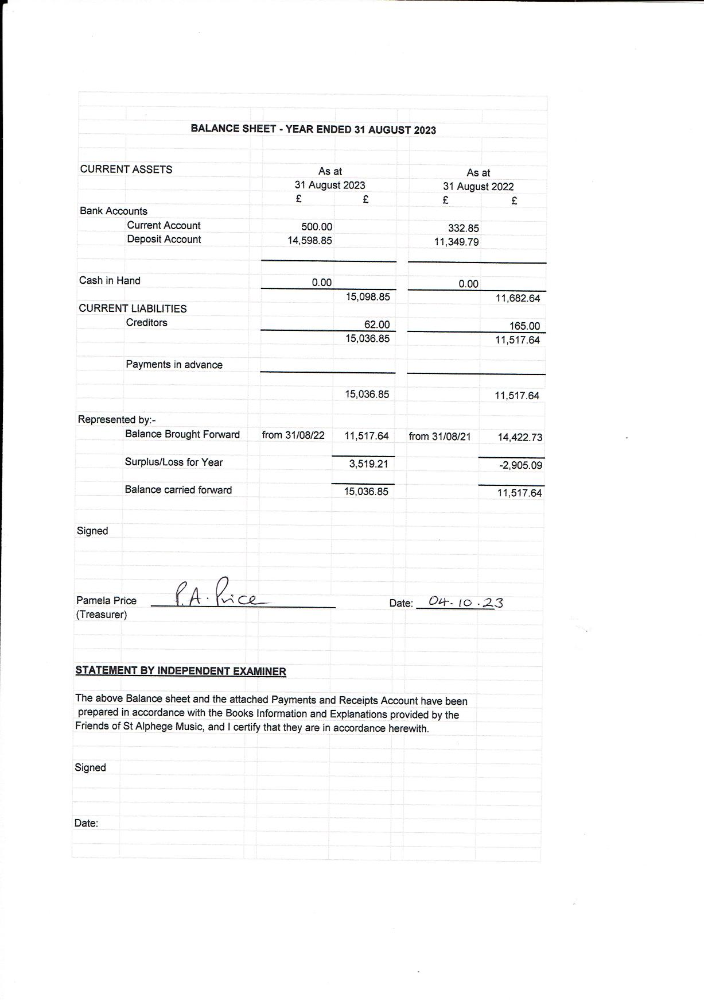 BALANCE SHEET - YEAR ENDED 31 AUGUST 2023
CURRENT ASSETS As at As at
31 August 2023 31 August 2022
£ £ £ £
Bank Accounts
Current Account 500.00 332.85
Deposit Account 14,598.85 11,349.79
Cash in Hand 0.00 0.00
15,098.85 11,682.64
CURRENT LIABILITIES
Creditors 62.00 165.00
15,036.85 11,517.64
Payments in advance
15,036.85 11,517.64
Represented by:-
Balance Brought Forward from 31/08/22 11,517.64 from 31/08/21 14,422.73
Surplus/Loss for Year 3,519.21 -2,905.09
Balance carried forward 15,036.85 11,517.64
Signed
Pamela Price P.A. Price Date: 04-10.23
(Treasurer)
STATEMENT BY INDEPENDENT EXAMINER
The above Balance sheet and the attached Payments and Receipts Account have been
prepared in accordance with the Books Information and Explanations provided by the
Friends of St Alphege Music, and I certify that they are in accordance herewith.
Signed
Date: